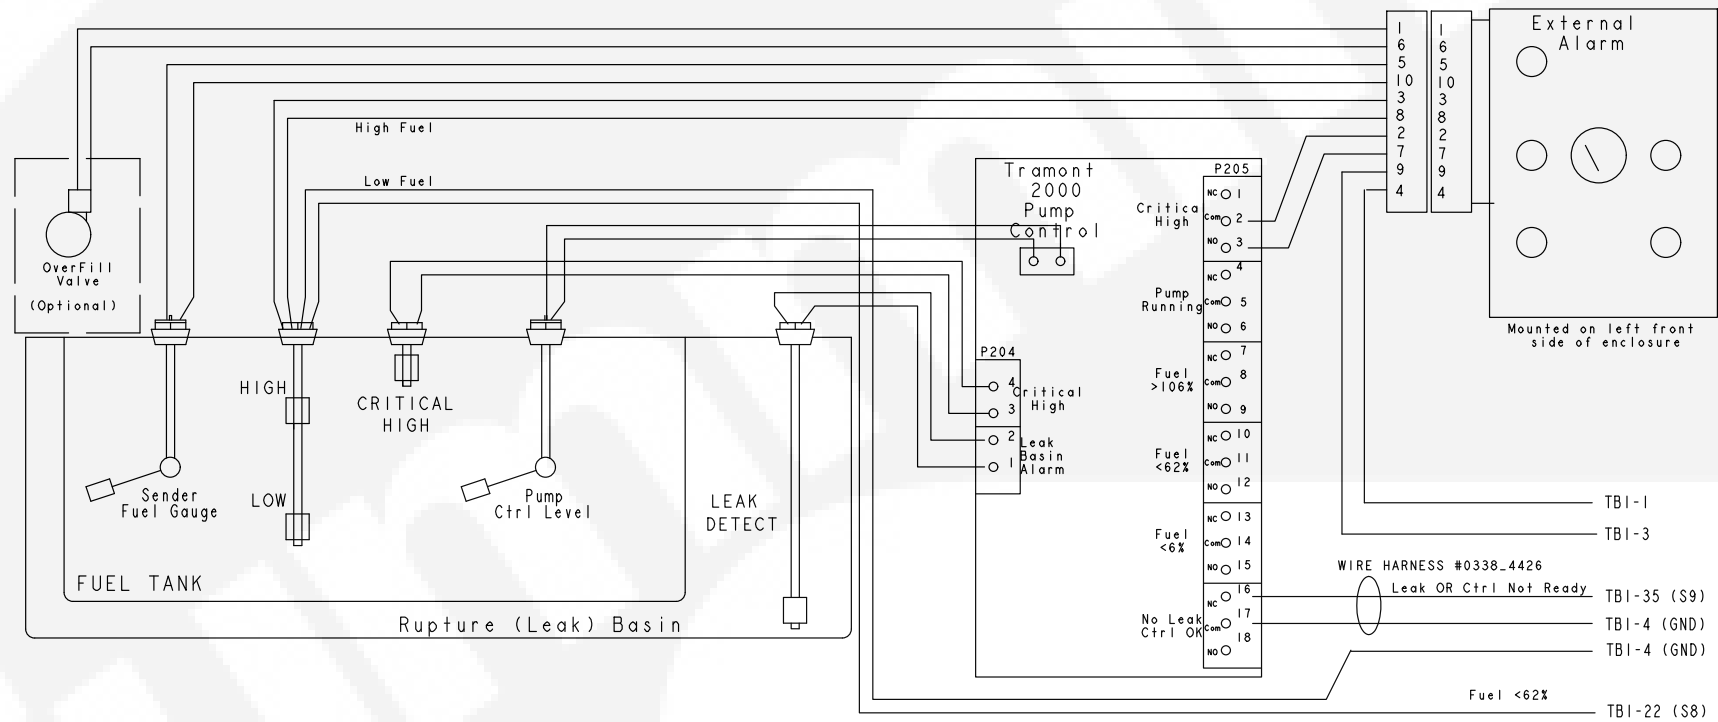 External
Alarm
1
6
5
10
3
8
2
7
9
4
1
6
5
10
3
8
2
7
9
4
Mounted on left front
side of enclosure
High Fuel
Low Fuel
OverFill
Valve
(Optional)
Tramont
2000
Pump
Control
P205
Critica
High
NC 1
Com 2
NO 3
Pump
Running
NC 4
Com 5
NO 6
Fuel
>106%
NC 7
Com 8
NO 9
Fuel
<62%
NC 10
Com 11
NO 12
Fuel
<6%
NC 13
Com 14
NO 15
No Leak
Ctrl OK
NC 16
Com 17
NO 18
P204
4
3
Critical
High
2
1
Leak
Basin
Alarm
HIGH
LOW
CRITICAL
HIGH
Sender
Fuel Gauge
Pump
Ctrl Level
LEAK
DETECT
FUEL TANK
Rupture (Leak) Basin
TB1-1
TB1-3
WIRE HARNESS #0338_4426
Leak OR Ctrl Not Ready
TB1-35 (S9)
TB1-4 (GND)
TB1-4 (GND)
Fuel <62%
TB1-22 (S8)